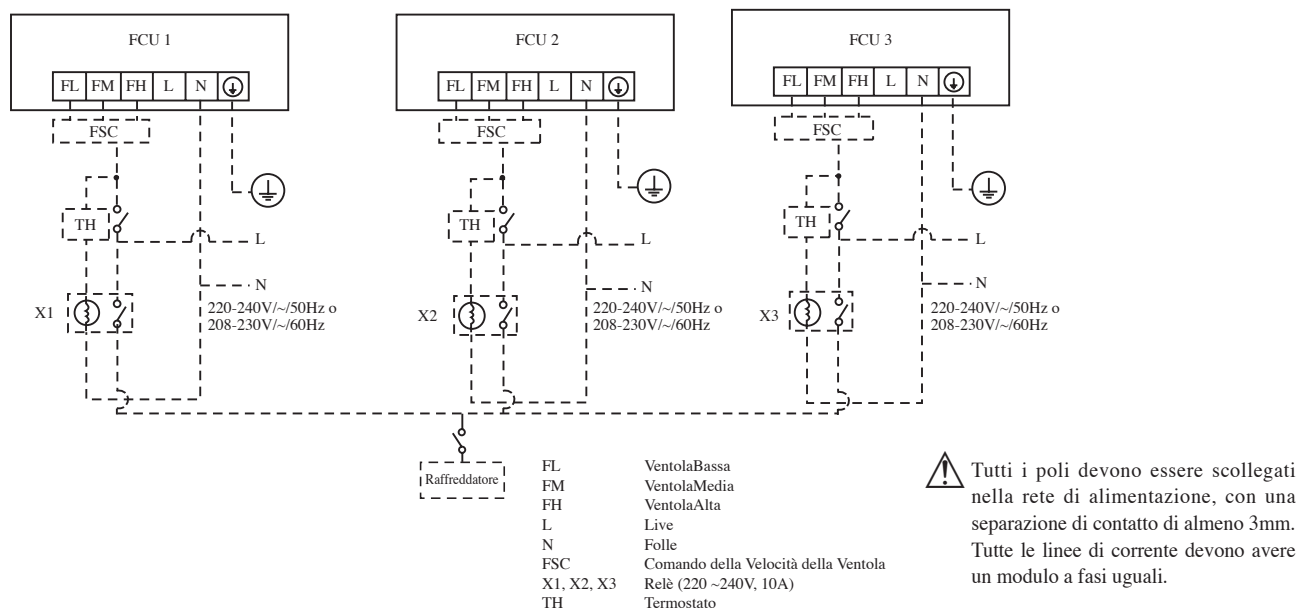 FCU 1
FL FM FH L N
FSC
TH
L
N
X1
220-240V/~/50Hz o
208-230V/~/60Hz
FCU 2
FL FM FH L N
FSC
TH
L
N
X2
220-240V/~/50Hz o
208-230V/~/60Hz
FCU 3
FL FM FH L N
FSC
TH
L
N
X3
220-240V/~/50Hz o
208-230V/~/60Hz
Raffreddatore
FL VentolaBassa
FM VentolaMedia
FH VentolaAlta
L Live
N Folle
FSC Comando della Velocità della Ventola
X1, X2, X3 Relè (220 ~240V, 10A)
TH Termostato
Tutti i poli devono essere scollegati
nella rete di alimentazione, con una
separazione di contatto di almeno 3mm.
Tutte le linee di corrente devono avere
un modulo a fasi uguali.